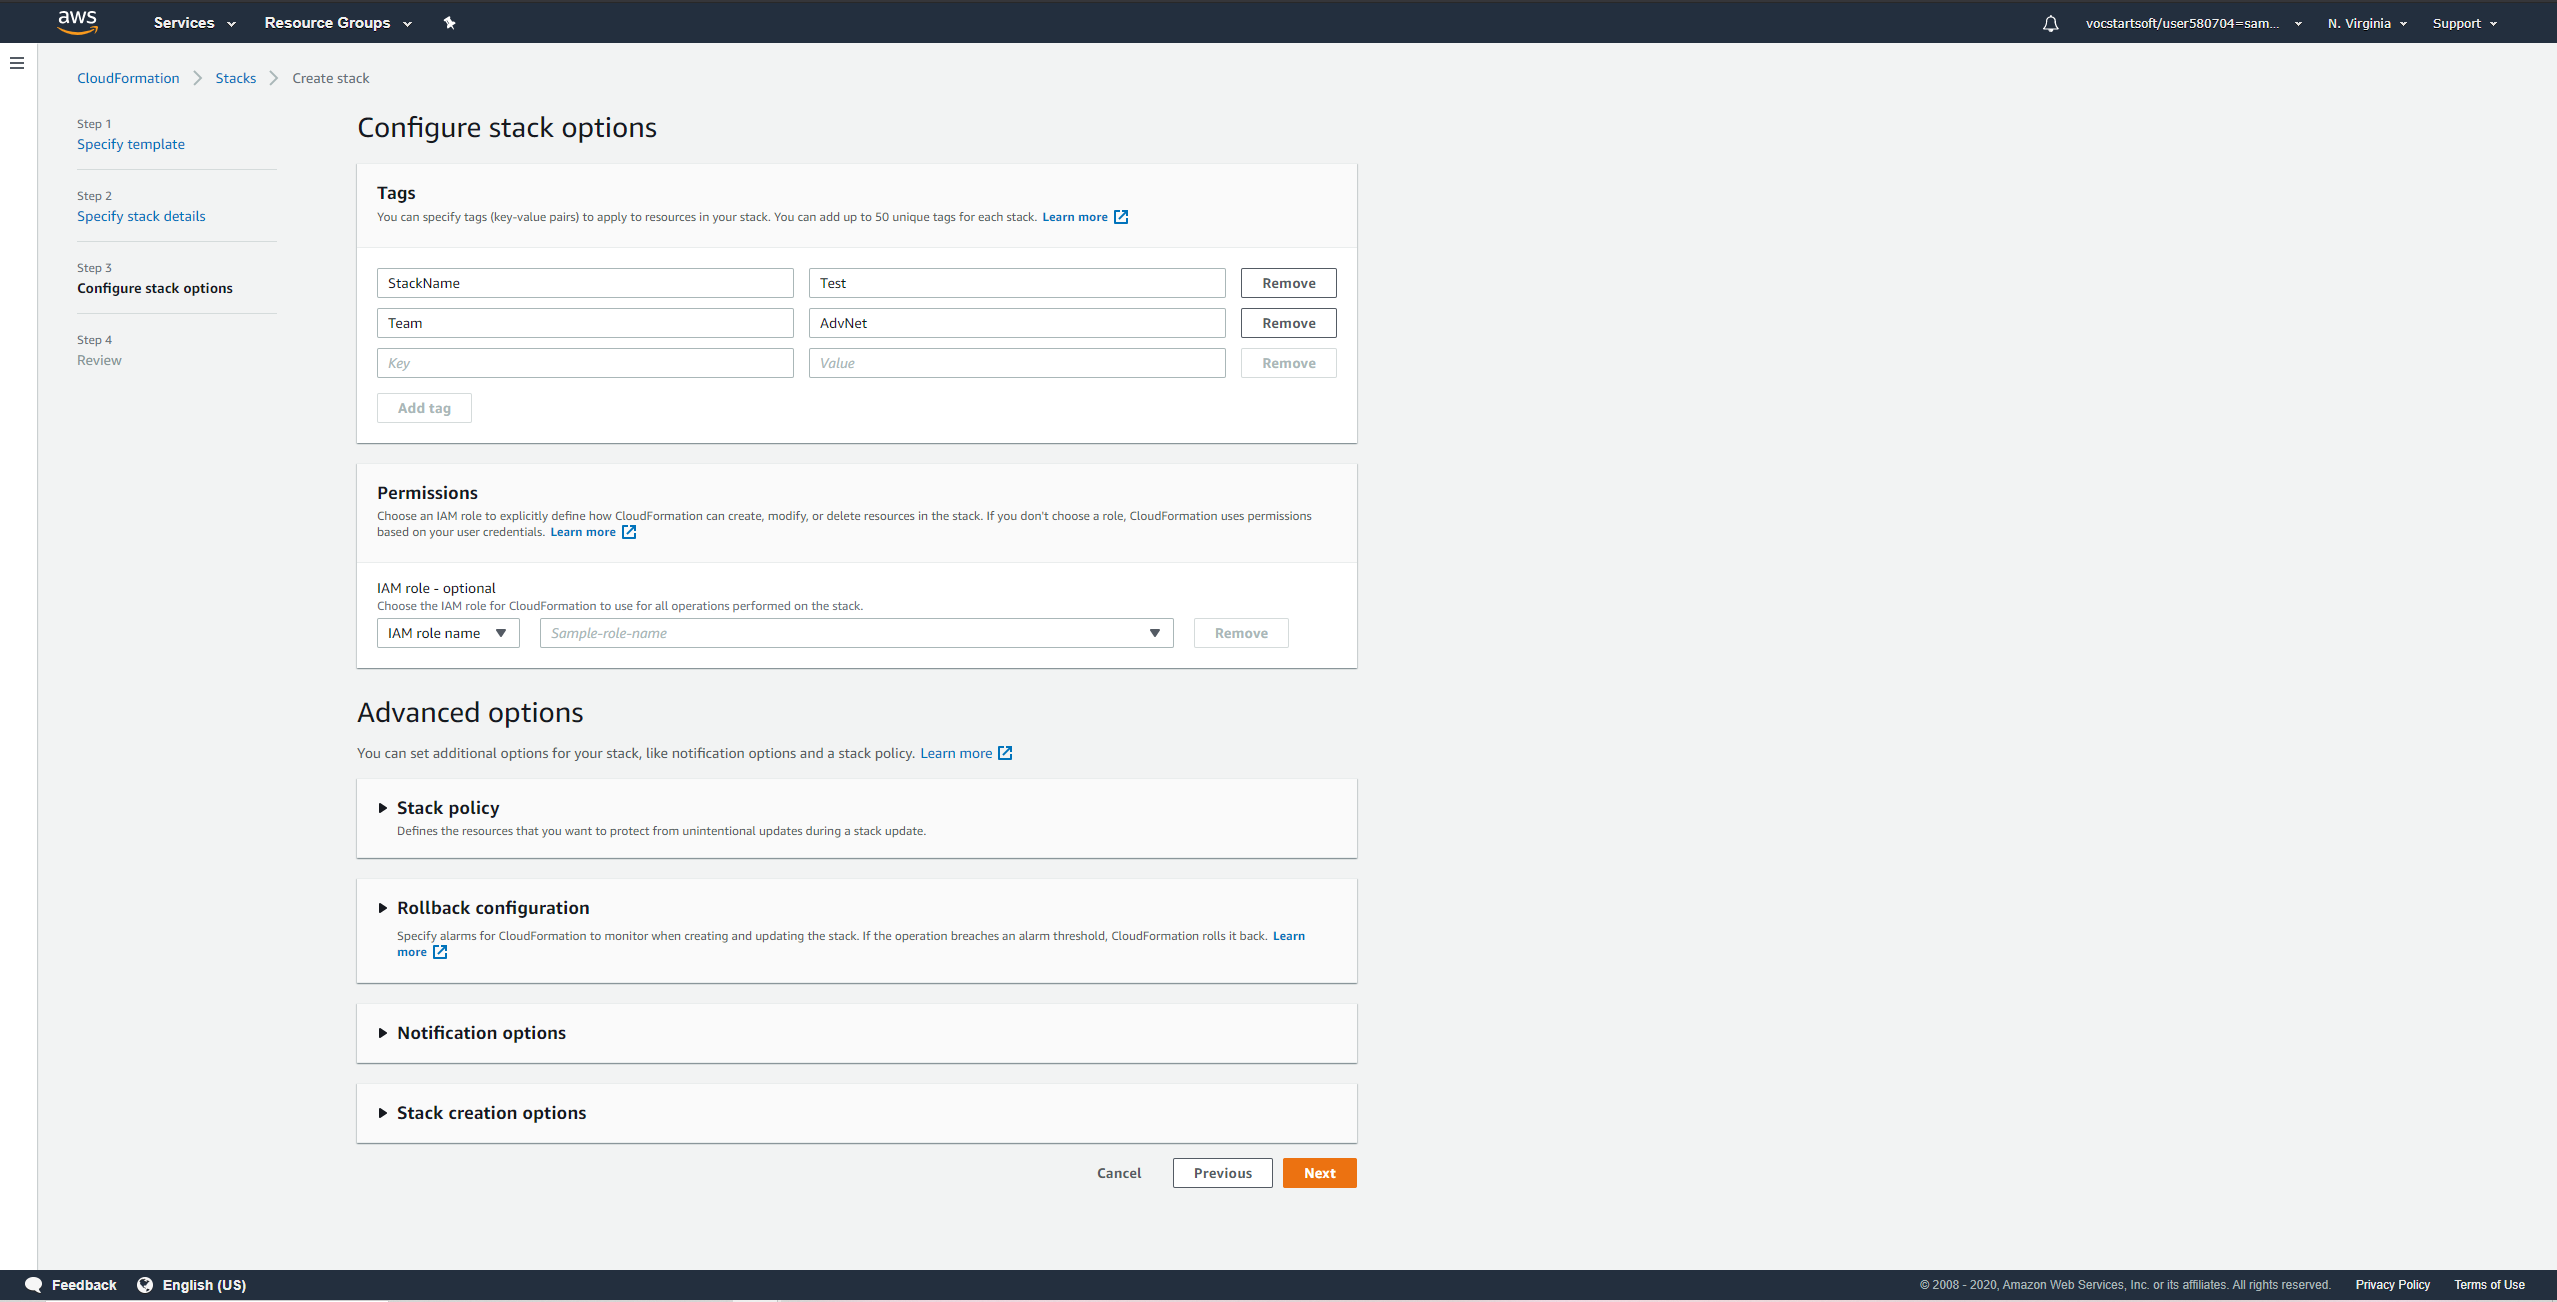 aws
Services
Resource Groups
vocstartsoft/user580704=sam...
N. Virginia
Support
CloudFormation
Stacks
Create stack
Step 1
Specify template
Step 2
Specify stack details
Step 3
Configure stack options
Step 4
Review
Configure stack options
Tags
You can specify tags (key-value pairs) to apply to resources in your stack. You can add up to 50 unique tags for each stack. Learn more
StackName
Test
Remove
Team
AdvNet
Remove
Key
Value
Remove
Add tag
Permissions
Choose an IAM role to explicitly define how CloudFormation can create, modify, or delete resources in the stack. If you don't choose a role, CloudFormation uses permissions
based on your user credentials. Learn more
IAM role - optional
Choose the IAM role for CloudFormation to use for all operations performed on the stack.
IAM role name
Sample-role-name
Remove
Advanced options
You can set additional options for your stack, like notification options and a stack policy. Learn more
Stack policy
Defines the resources that you want to protect from unintentional updates during a stack update.
Rollback configuration
Specify alarms for CloudFormation to monitor when creating and updating the stack. If the operation breaches an alarm threshold, CloudFormation rolls it back. Learn
more
Notification options
Stack creation options
Cancel
Previous
Next
Feedback
English (US)
© 2008 - 2020, Amazon Web Services, Inc. or its affiliates. All rights reserved.
Privacy Policy
Terms of Use